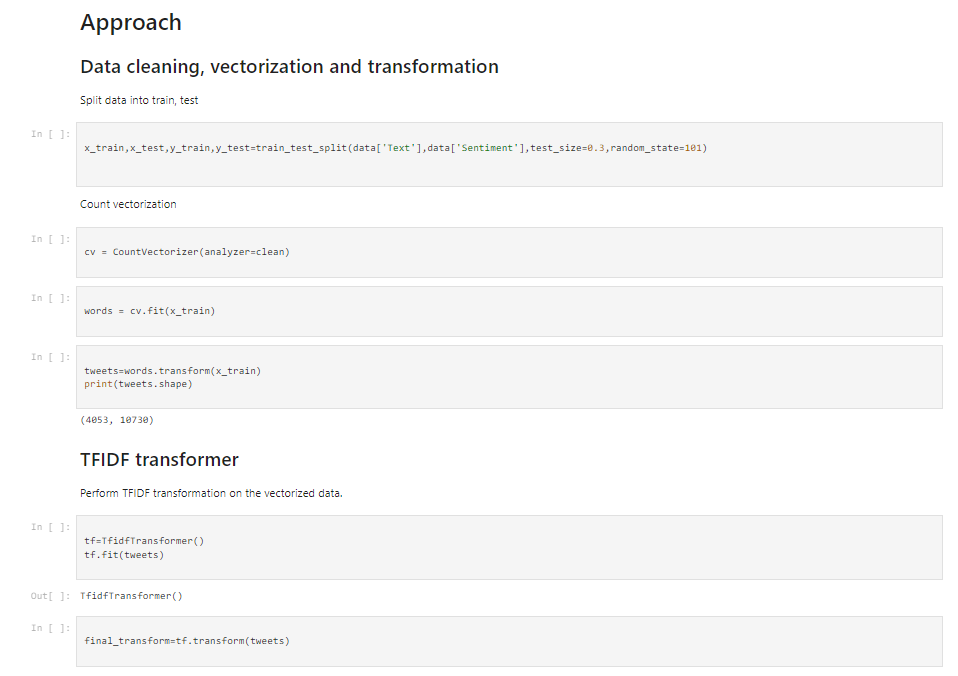 Approach
Data cleaning, vectorization and transformation
Split data into train, test
In [ ]:
x_train,x_test,y_train,y_test=train_test_split(data['Text'],data['Sentiment'],test_size=0.3,random_state=101)
Count vectorization
In [ ]:
cv = CountVectorizer(analyzer=clean)
In [ ]:
words = cv.fit(x_train)
In [ ]:
tweets=words.transform(x_train)
print(tweets.shape)
(4053, 10730)
TFIDF transformer
Perform TFIDF transformation on the vectorized data.
In [ ]:
tf=TfidfTransformer()
tf.fit(tweets)
Out[ ]: TfidfTransformer()
In [ ]:
final_transform=tf.transform(tweets)